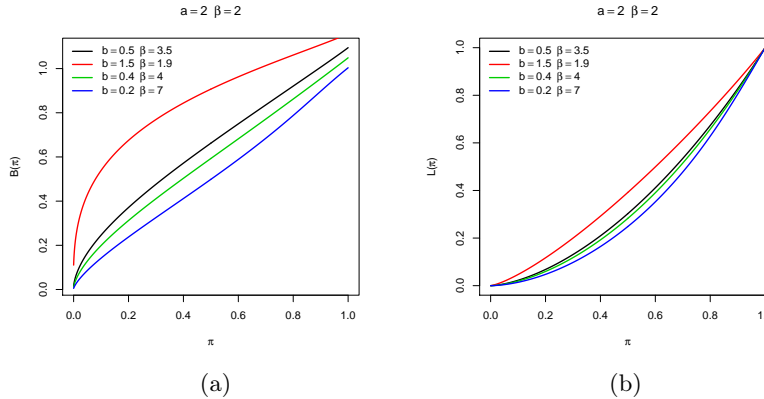 a = 2 β = 2
b = 0.5 β = 3.5
b = 1.5 β = 1.9
b = 0.4 β = 4
b = 0.2 β = 7
B(π)
0.0 0.2 0.4 0.6 0.8 1.0
0.0 0.2 0.4 0.6 0.8 1.0
π
(a)
a = 2 β = 2
b = 0.5 β = 3.5
b = 1.5 β = 1.9
b = 0.4 β = 4
b = 0.2 β = 7
L(π)
0.0 0.2 0.4 0.6 0.8 1.0
0.0 0.2 0.4 0.6 0.8
π
(b)